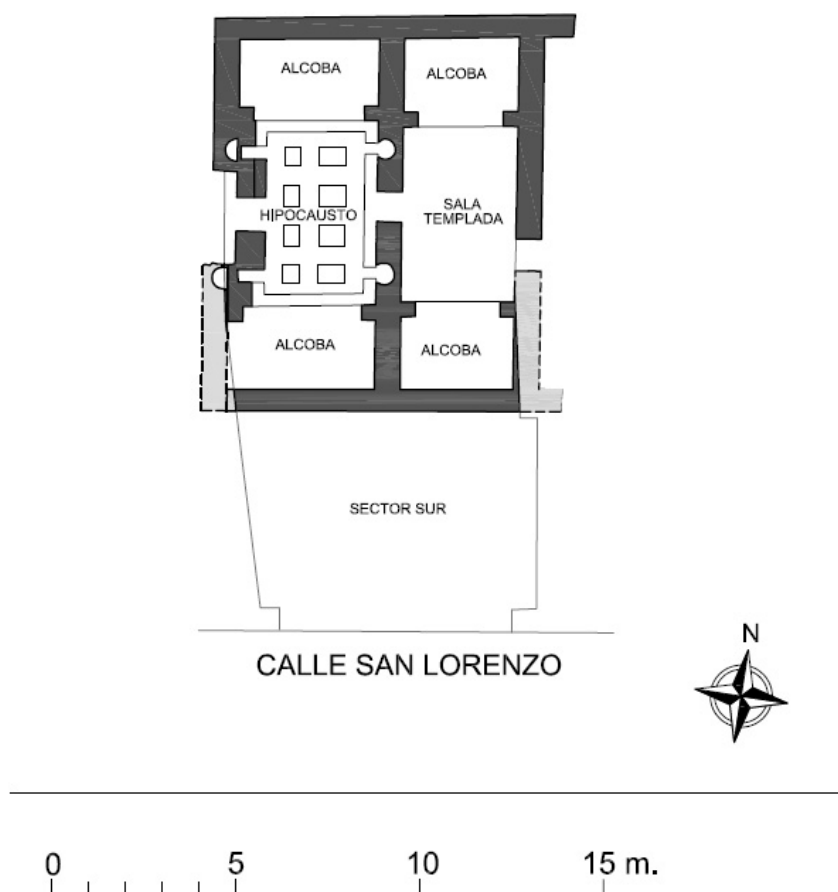 ALCOBA
ALCOBA
HIPOCAUSTO
SALA
TEMPLADA
ALCOBA
ALCOBA
SECTOR SUR
CALLE SAN LORENZO
N
0 5 10 15 m.